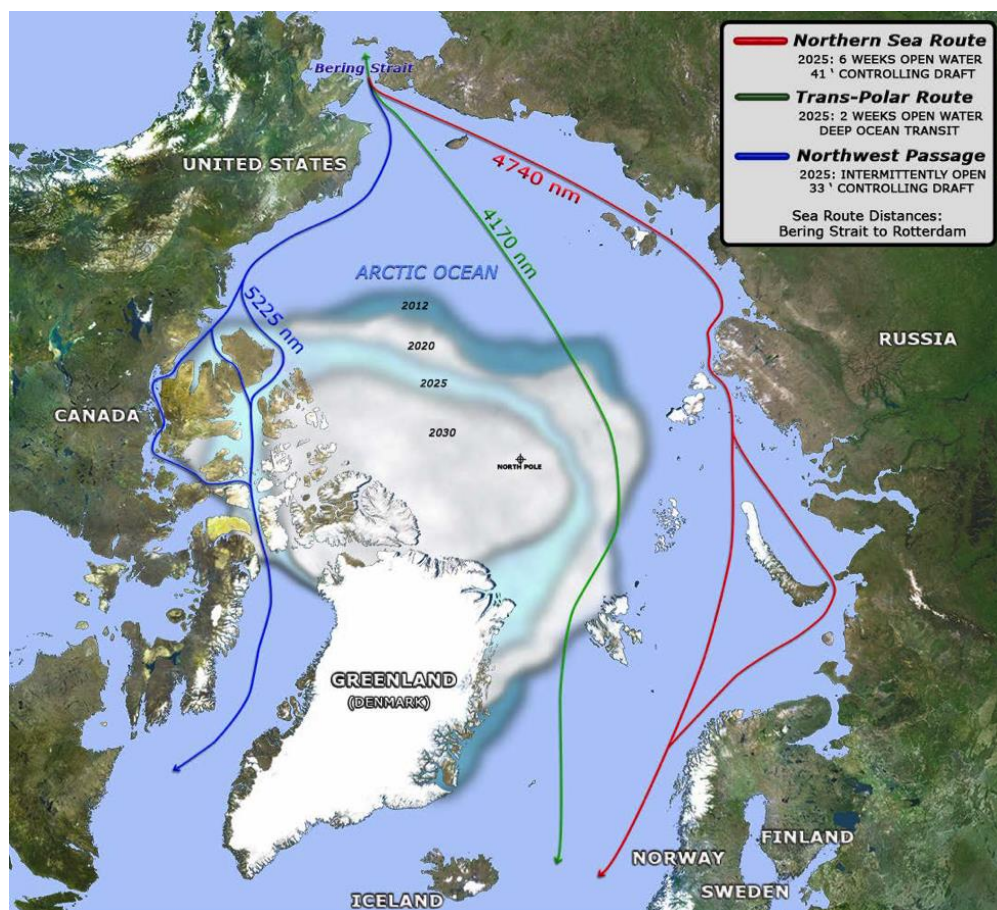 Northern Sea Route
2025: 6 WEEKS OPEN WATER
41 ' CONTROLLING DRAFT
Trans-Polar Route
2025: 2 WEEKS OPEN WATER
DEEP OCEAN TRANSIT
Northwest Passage
2025: INTERMITTENTLY OPEN
33 ' CONTROLLING DRAFT
Sea Route Distances:
Bering Strait to Rotterdam
Bering Strait
UNITED STATES
4740 nm
4170 nm
ARCTIC OCEAN
5225 nm
2012
2020
2025
2030
RUSSIA
CANADA
NORTH POLE
GREENLAND
(DENMARK)
FINLAND
NORWAY
SWEDEN
ICELAND